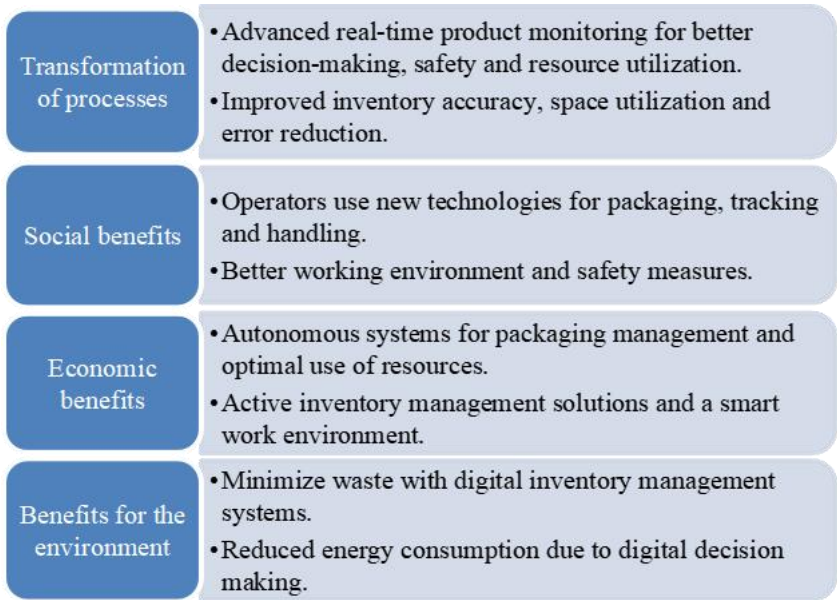 Transformation
of processes
•Advanced real-time product monitoring for better
decision-making, safety and resource utilization.
•Improved inventory accuracy, space utilization and
error reduction.
Social benefits
•Operators use new technologies for packaging, tracking
and handling.
•Better working environment and safety measures.
Economic
benefits
•Autonomous systems for packaging management and
optimal use of resources.
•Active inventory management solutions and a smart
work environment.
Benefits for the
environment
•Minimize waste with digital inventory management
systems.
•Reduced energy consumption due to digital decision
making.